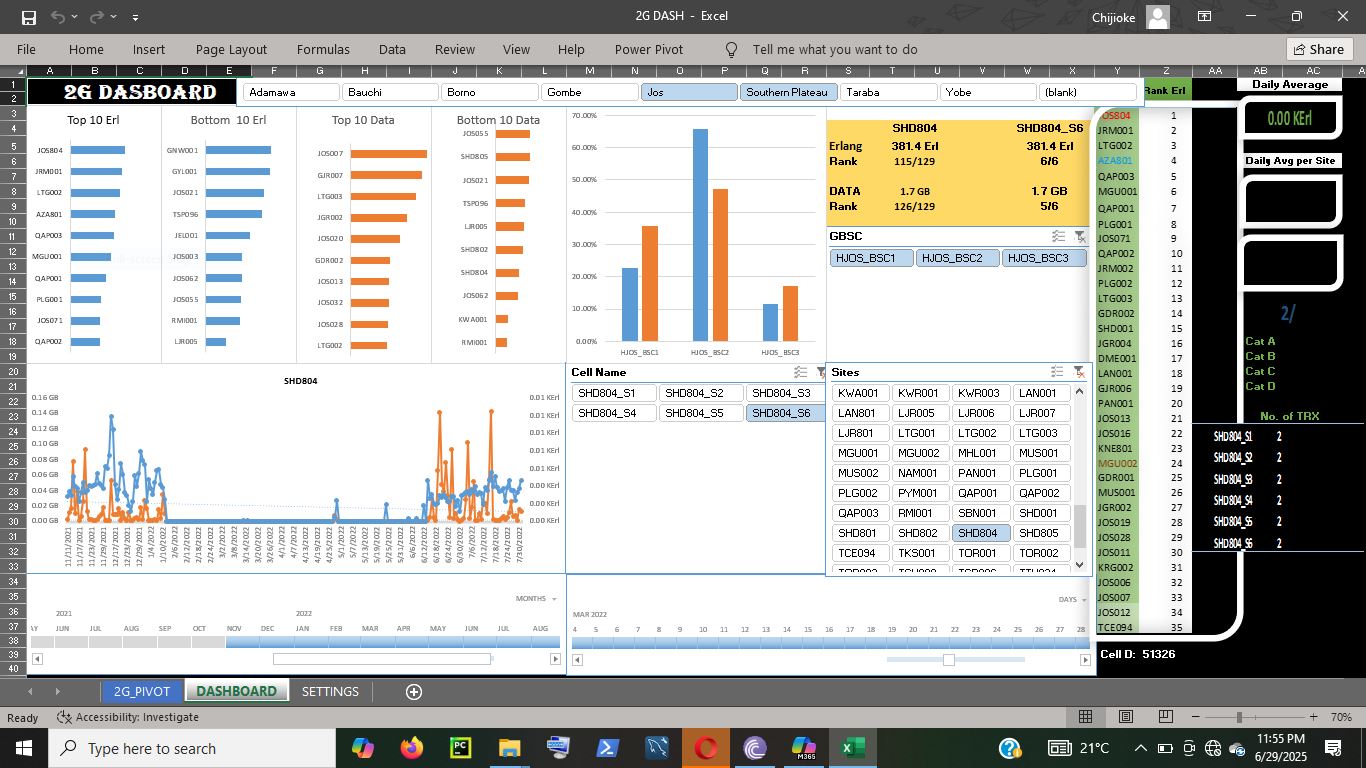 2G DASH - Excel
Chijioke
File Home Insert Page Layout Formulas Data Review View Help Power Pivot Tell me what you want to do Share
A B C D E F G H I J K L M N O P Q R S T U V W X Y Z AA AB AC
2G DASBOARD
Adamawa Bauchi Borno Gombe Jos Southern Plateau Taraba Yobe (blank)
Rank Erl
Daily Average
0.00 KErl
Daily Avg per Site
2/
Cat A
Cat B
Cat C
Cat D
No. of TRX
SHD804_S1 2
SHD804_S2 2
SHD804_S3 2
SHD804_S4 2
SHD804_S5 2
SHD804_S6 2
Top 10 Erl
JOS804
JRM001
LTG002
AZA801
QAP003
MGU001
QAP001
PLG001
JOS071
QAP002
Bottom 10 Erl
GNW001
GYL001
JOS021
TSP096
JEL001
JOS003
JOS062
JOS055
RMI001
LJR005
Top 10 Data
JOS007
GJR007
LTG003
JGR002
JOS020
GDR002
JOS013
JOS032
JOS028
LTG002
Bottom 10 Data
JOS055
SHD805
JOS021
TSP096
LJR005
SHD802
SHD804
JOS062
KWA001
RMI001
70.00%
60.00%
50.00%
40.00%
30.00%
20.00%
10.00%
0.00%
HJOS_BSC1 HJOS_BSC2 HJOS_BSC3
SHD804 SHD804_S6
Erlang 381.4 Erl 381.4 Erl
Rank 115/129 6/6
DATA 1.7 GB 1.7 GB
Rank 126/129 5/6
GBSC
HJOS_BSC1 HJOS_BSC2 HJOS_BSC3
JOS804 1
JRM001 2
LTG002 3
AZA801 4
QAP003 5
MGU001 6
QAP001 7
PLG001 8
JOS071 9
QAP002 10
JRM002 11
PLG002 12
LTG003 13
GDR002 14
SHD001 15
JGR004 16
DME001 17
LAN001 18
GJR006 19
PAN001 20
JOS013 21
JOS016 22
KNE801 23
MGU002 24
GDR001 25
MUS001 26
JGR002 27
JOS019 28
JOS028 29
JOS011 30
KRG002 31
JOS006 32
JOS007 33
JOS012 34
TCE094 35
SHD804
0.16 GB
0.14 GB
0.12 GB
0.10 GB
0.08 GB
0.06 GB
0.04 GB
0.02 GB
0.00 GB
0.01 KErl
0.01 KErl
0.01 KErl
0.01 KErl
0.01 KErl
0.00 KErl
0.00 KErl
0.00 KErl
0.00 KErl
11/11/2021
11/17/2021
11/23/2021
11/29/2021
12/17/2021
12/23/2021
12/29/2021
1/4/2022
1/10/2022
2/6/2022
2/12/2022
2/18/2022
2/24/2022
3/2/2022
3/8/2022
3/14/2022
3/20/2022
3/26/2022
4/1/2022
4/7/2022
4/13/2022
4/19/2022
4/25/2022
5/1/2022
5/7/2022
5/13/2022
5/19/2022
5/25/2022
5/31/2022
6/6/2022
6/12/2022
6/18/2022
6/24/2022
6/30/2022
7/6/2022
7/12/2022
7/18/2022
7/24/2022
7/30/2022
Cell Name
SHD804_S1 SHD804_S2 SHD804_S3
SHD804_S4 SHD804_S5 SHD804_S6
Sites
KWA001 KWR001 KWR003 LAN001
LAN801 LJR005 LJR006 LJR007
LJR801 LTG001 LTG002 LTG003
MGU001 MGU002 MHL001 MUS001
MUS002 NAM001 PAN001 PLG001
PLG002 PYM001 QAP001 QAP002
QAP003 RMI001 SBN001 SHD001
SHD801 SHD802 SHD804 SHD805
TCE094 TKS001 TOR001 TOR002
MONTHS
2021 2022
JUN JUL AUG SEP OCT NOV DEC JAN FEB MAR APR MAY JUN JUL AUG
DAYS
MAR 2022
4 5 6 7 8 9 10 11 12 13 14 15 16 17 18 19 20 21 22 23 24 25 26 27 28
Cell D: 51326
2G_PIVOT DASHBOARD SETTINGS
Ready Accessibility: Investigate 70%
Type here to search
21°C
11:55 PM
6/29/2025